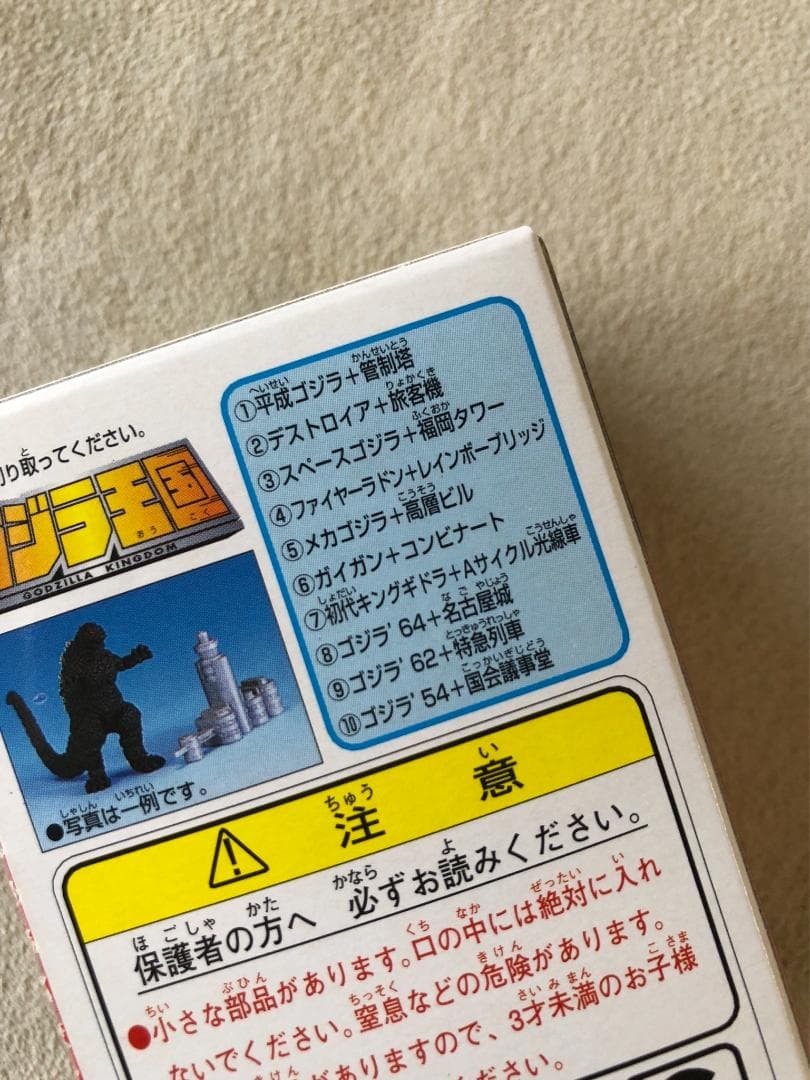 り取ってください。
ジラ王国
GODZILLA KINGDOM
●写真は一例です。
①平成ゴジラ+管制塔
②デストロイア+旅客機
③スペースゴジラ+福岡タワー
④ファイヤーラドン+レインボーブリッジ
⑤メカゴジラ+高層ビル
⑥ガイガン+コンビナート
⑦初代キングギドラ+Aサイクル光線車
⑧ゴジラ'64+名古屋城
⑨ゴジラ'62+特急列車
⑩ゴジラ'54+国会議事堂
注意
保護者の方へ 必ずお読みください。
●小さな部品があります。口の中には絶対に入れ
ないでください。窒息などの危険があります。
がありますので、3才未満のお子様